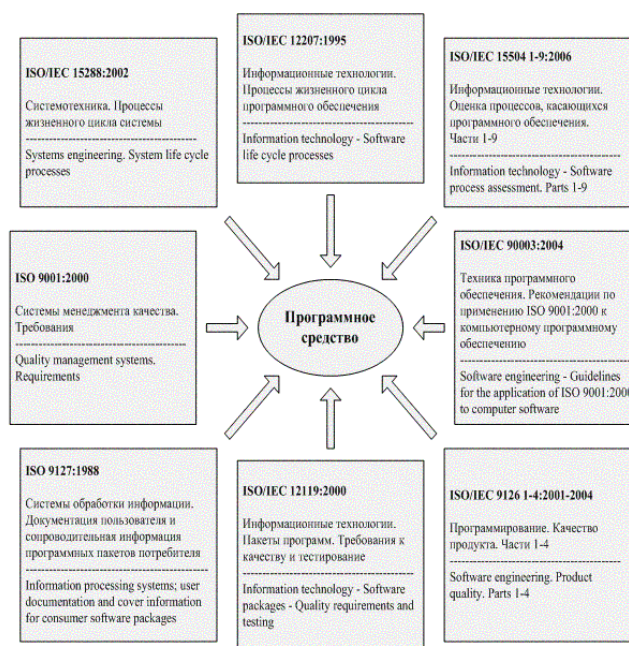 ISO/IEC 15288:2002
Системотехника. Процессы
жизненного цикла системы
Systems engineering. System life cycle
processes
ISO/IEC 12207:1995
Информационные технологии.
Процессы жизненного цикла
программного обеспечения
Information technology - Software
life cycle processes
ISO/IEC 15504 1-9:2006
Информационные технологии.
Оценка процессов, касающихся
программного обеспечения.
Части 1-9
Information technology - Software
process assessment. Parts 1-9
ISO 9001:2000
Системы менеджмента качества.
Требования
Quality management systems.
Requirements
Программное
средство
ISO/IEC 90003:2004
Техника программного
обеспечения. Рекомендации по
применению ISO 9001:2000 к
компьютерному программному
обеспечению
Software engineering - Guidelines
for the application of ISO 9001:2000
to computer software
ISO 9127:1988
Системы обработки информации.
Документация пользователя и
сопроводительная информация
программных пакетов потребителя
Information processing systems; user
documentation and cover information
for consumer software packages
ISO/IEC 12119:2000
Информационные технологии.
Пакеты программ. Требования к
качеству и тестирование
Information technology - Software
packages - Quality requirements and
testing
ISO/IEC 9126 1-4:2001-2004
Программирование. Качество
продукта. Части 1-4
Software engineering. Product
quality. Parts 1-4